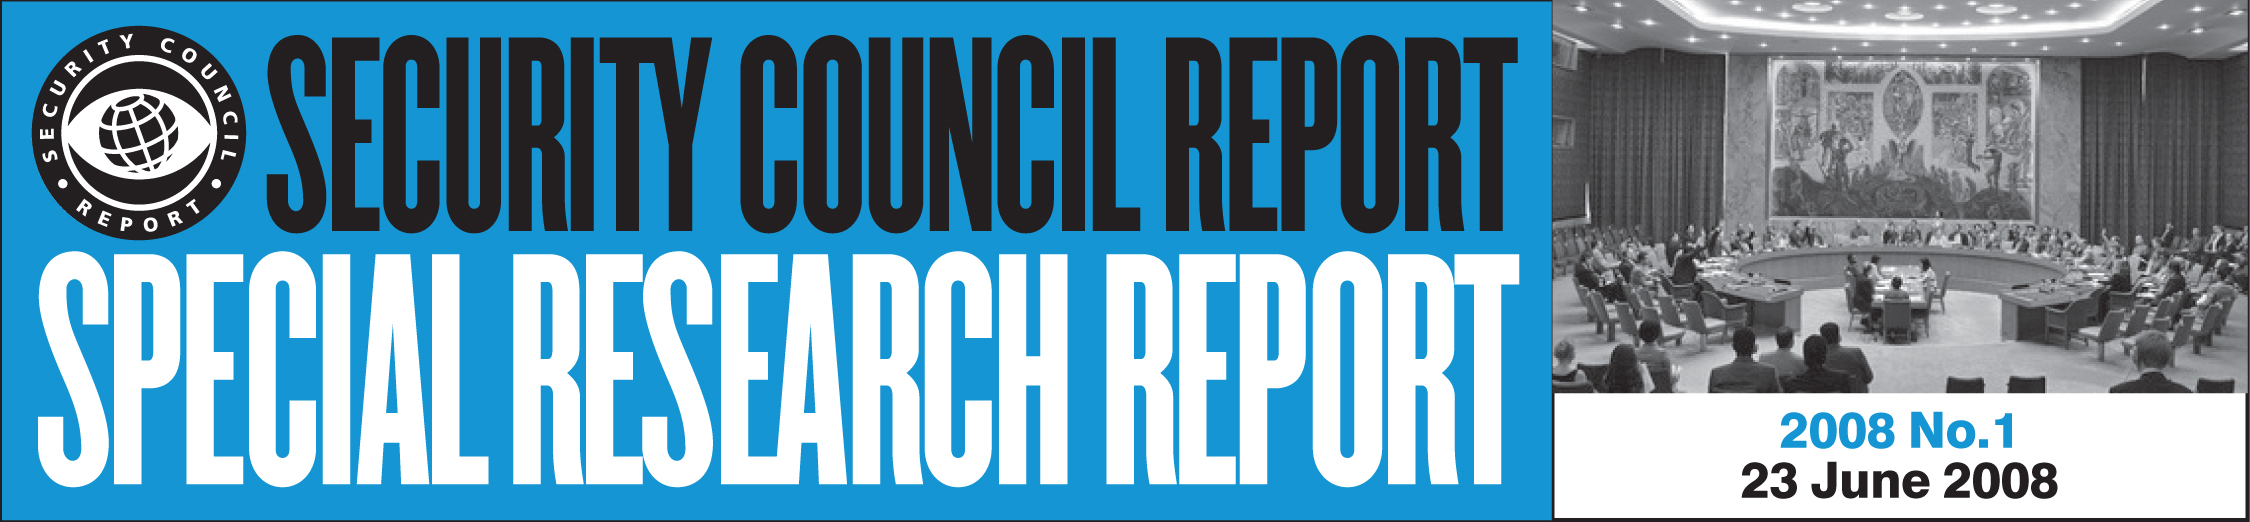 SECURITY COUNCIL
REPORT
SECURITY COUNCIL REPORT
SPECIAL RESEARCH REPORT
2008 No.1
23 June 2008